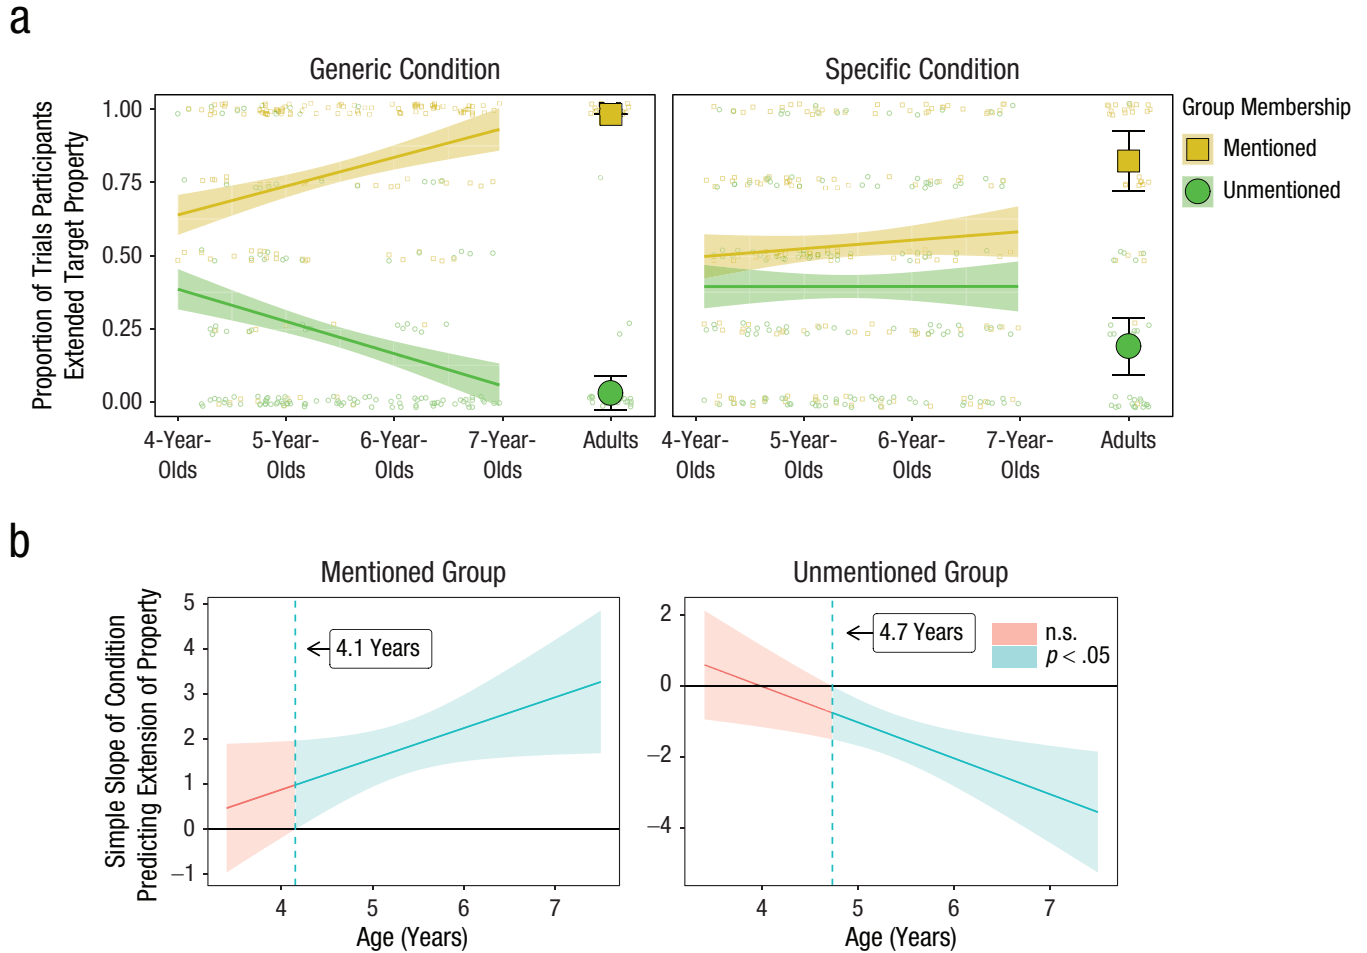 a
Generic Condition
Specific Condition
Proportion of Trials Participants
Extended Target Property
1.00
0.75
0.50
0.25
0.00
4-Year-
Olds
5-Year-
Olds
6-Year-
Olds
7-Year-
Olds
Adults
4-Year-
Olds
5-Year-
Olds
6-Year-
Olds
7-Year-
Olds
Adults
Group Membership
Mentioned
Unmentioned
b
Mentioned Group
Unmentioned Group
Simple Slope of Condition
Predicting Extension of Property
5
4
3
2
1
0
−1
4.1 Years
4 5 6 7
Age (Years)
2
0
−2
−4
4.7 Years
n.s.
p < .05
4 5 6 7
Age (Years)